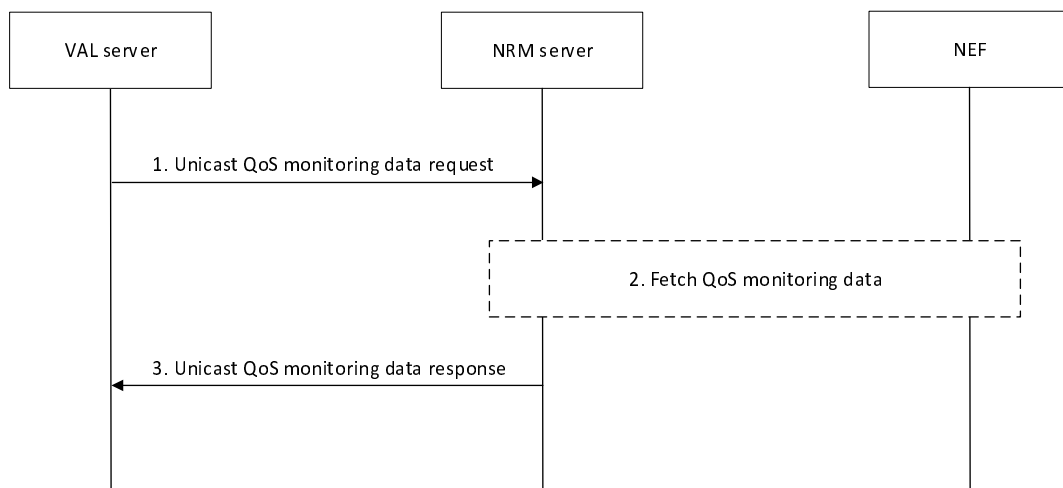 VAL server
NRM server
NEF
1. Unicast QoS monitoring data request
2. Fetch QoS monitoring data
3. Unicast QoS monitoring data response